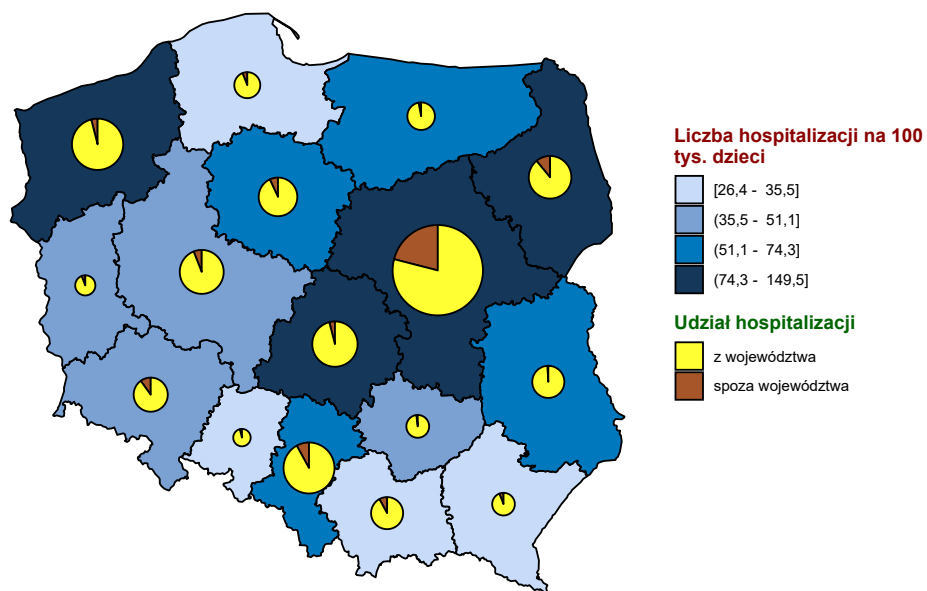 Liczba hospitalizacji na 100
tys. dzieci
[26,4 - 35,5]
(35,5 - 51,1]
(51,1 - 74,3]
(74,3 - 149,5]
Udział hospitalizacji
z województwa
spoza województwa